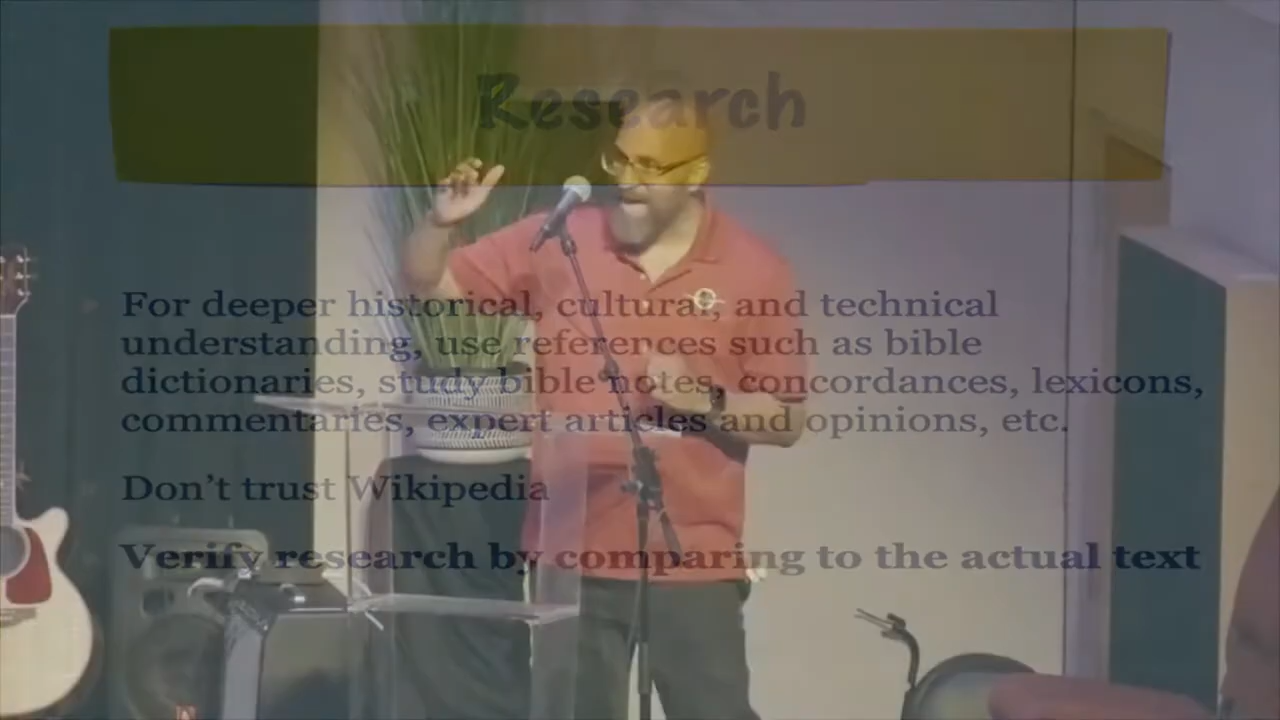 Research
For deeper historical, cultural, and technical
understanding, use references such as bible
dictionaries, study bible notes, concordances, lexicons,
commentaries, expert articles and opinions, etc.
Don’t trust Wikipedia
Verify research by comparing to the actual text